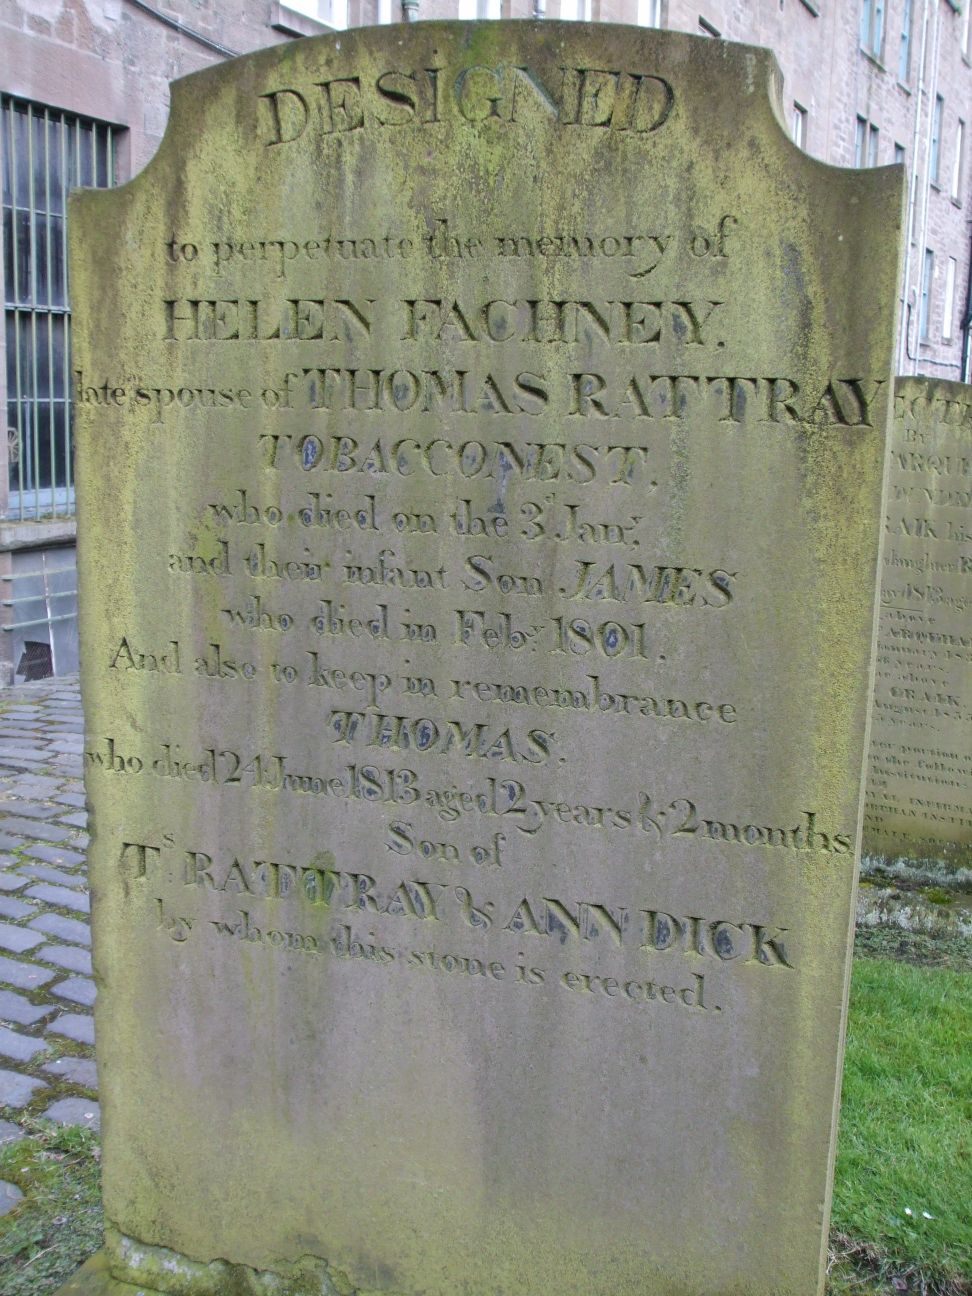 DESIGNED
to perpetuate the memory of
HELEN FACHNEY.
late spouse of THOMAS RATTRAY
TOBACCONEST.
who died on the 3d Jany.
and their infant Son JAMES
who died in Feby. 1801.
And also to keep in remembrance
THOMAS.
who died 24 June 1813 aged 2 years & 2 months
Son of
Ts RATTRAY & ANN DICK
by whom this stone is erected.
BY
CRAIK